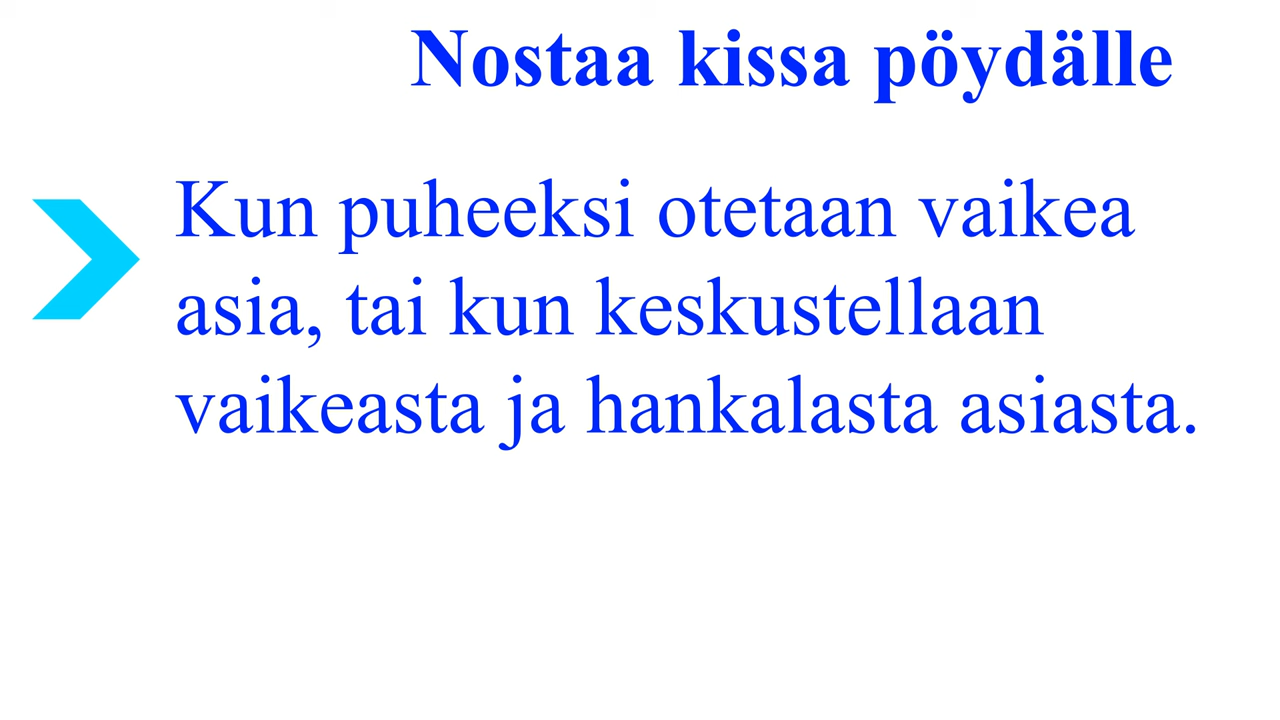 Nostaa kissa pöydälle
Kun puheeksi otetaan vaikea
asia, tai kun keskustellaan
vaikeasta ja hankalasta asiasta.